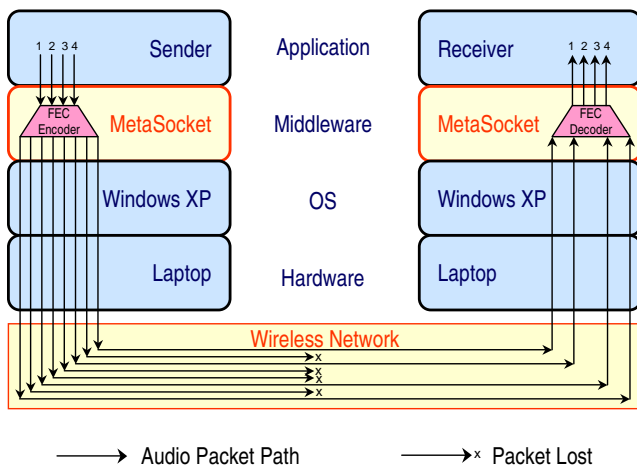 Sender
Application
Receiver
1 2 3 4
1 2 3 4
FEC
Encoder
MetaSocket
Middleware
MetaSocket
FEC
Decoder
Windows XP
OS
Windows XP
Laptop
Hardware
Laptop
Wireless Network
x
x
x
x
Audio Packet Path
x
Packet Lost